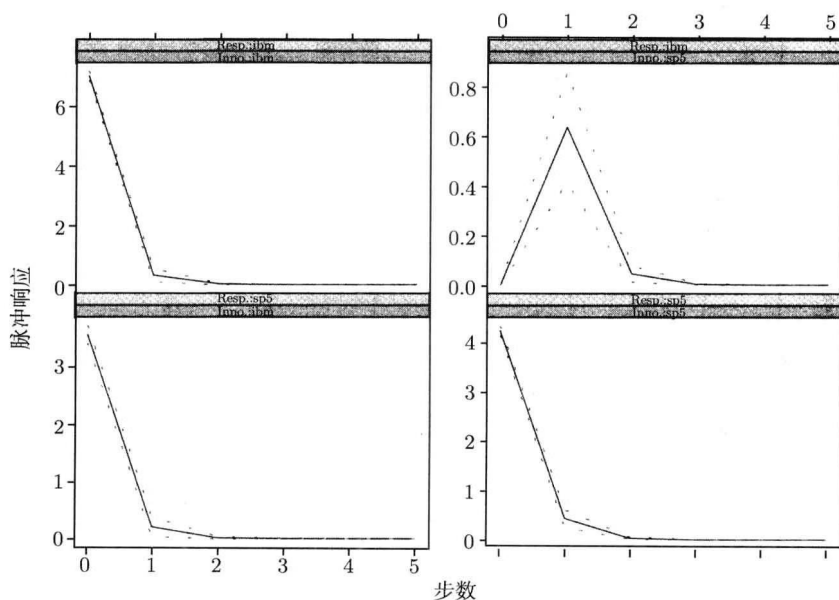 0 1 2 3 4 5
Resp.:ibm
Inno.:ibm
6
4
2
0
Resp.:ibm
Inno.:sp5
0.8
0.6
0.4
0.2
0.0
Resp.:sp5
Inno.:ibm
3
2
1
0
0 1 2 3 4 5
Resp.:sp5
Inno.:sp5
4
3
2
1
0
脉冲响应
步数